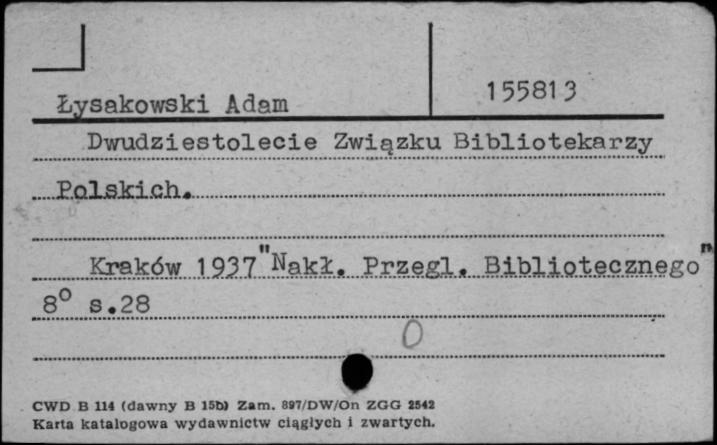 155813
Łysakowski Adam
Dwudziestolecie Związku Bibliotekarzy
Polskich.
Kraków 1937 "Nakł. Przegl. Bibliotecznego"
8° s.28
0
CWD B 114 (dawny B 15b) Zam. 897/DW/On ZGG 2542
Karta katalogowa wydawnictw ciągłych i zwartych.